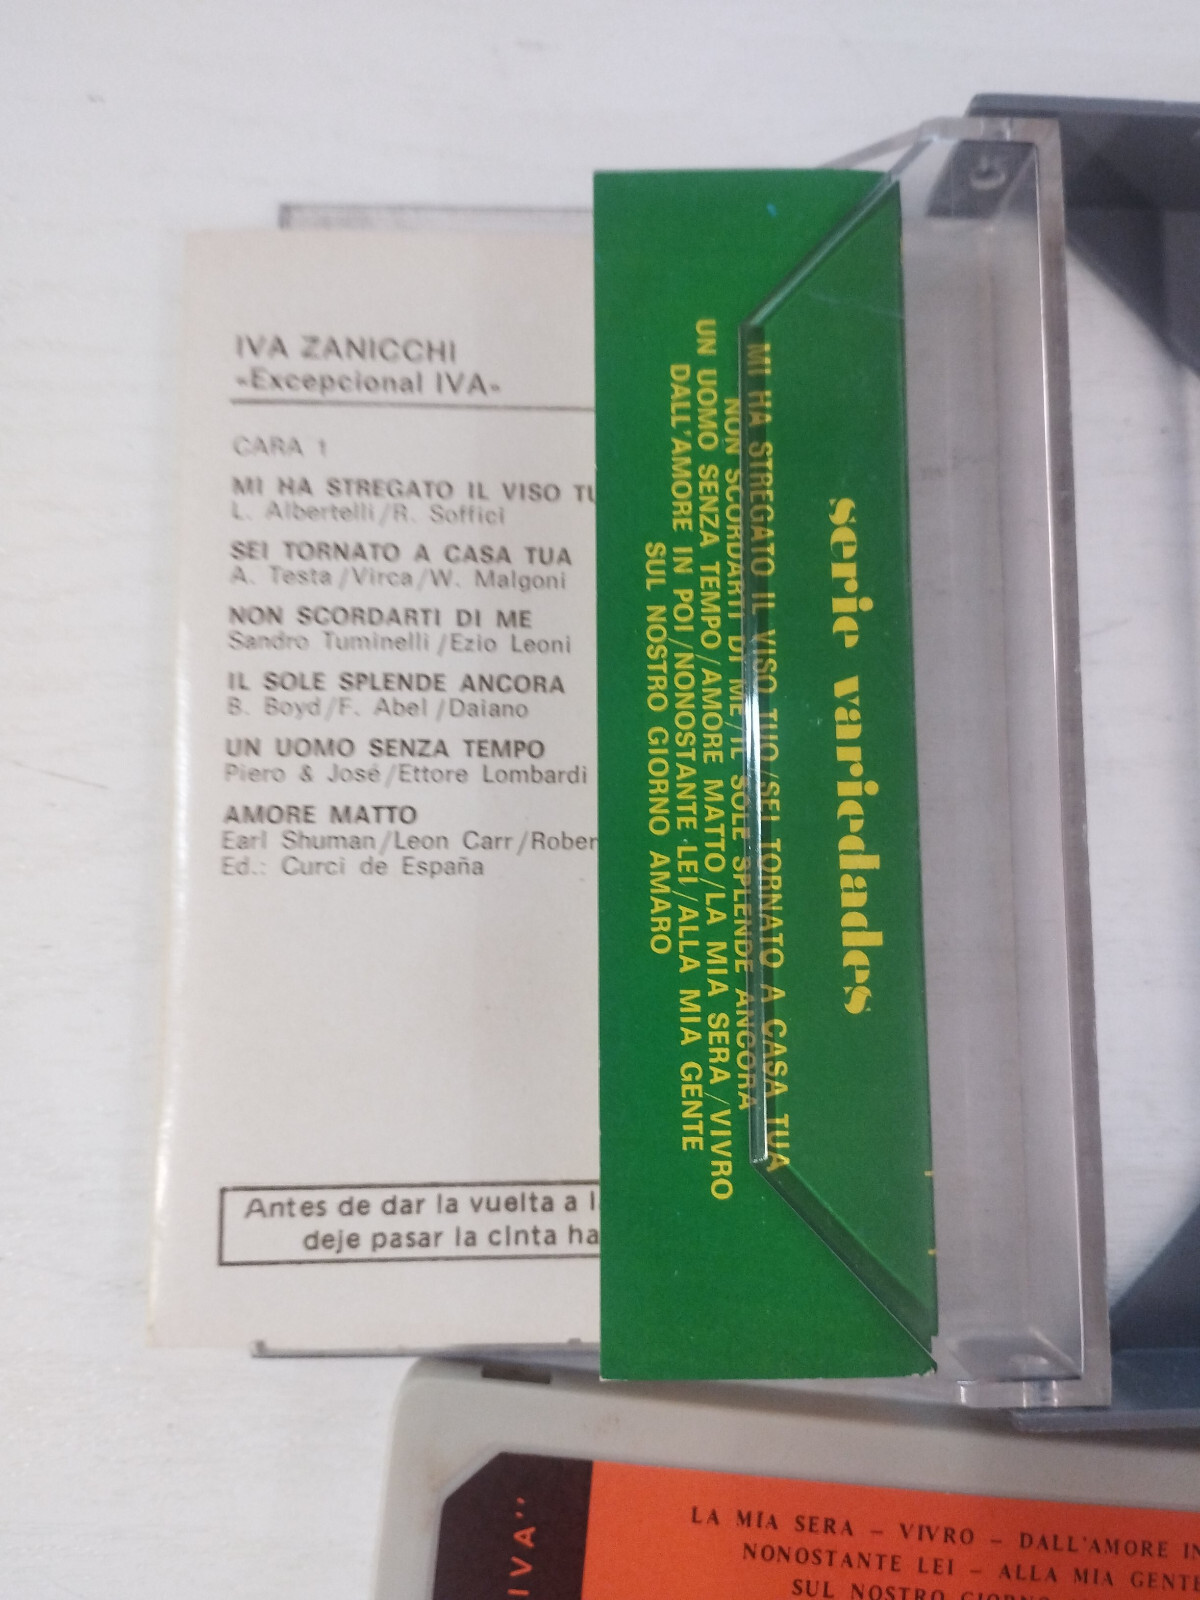 IVA ZANICCHI
«Excepcional IVA»
CARA 1
MI HA STREGATO IL VISO TU
L. Albertelli/R. Soffici
SEI TORNATO A CASA TUA
A. Testa/Virca/W. Malgoni
NON SCORDARTI DI ME
Sandro Tuminelli/Ezio Leoni
IL SOLE SPLENDE ANCORA
B. Boyd/F. Abel/Daiano
UN UOMO SENZA TEMPO
Piero & José/Ettore Lombardi
AMORE MATTO
Earl Shuman/Leon Carr/Rober
Ed.: Curci de España
Antes de dar la vuelta a l
deje pasar la cinta ha
serie variedades
MI HA STREGATO IL VISO TUO/SEI TORNATO A CASA TUA
NON SCORDARTI DI ME/IL SOLE SPLENDE ANCORA
UN UOMO SENZA TEMPO/AMORE MATTO/LA MIA SERA/VIVRO
DALL'AMORE IN POI/NONOSTANTE LEI/ALLA MIA GENTE
SUL NOSTRO GIORNO AMARO
IVA"
LA MIA SERA – VIVRO – DALL'AMORE IN
NONOSTANTE LEI – ALLA MIA GENTE
SUL NOSTRO GIORNO